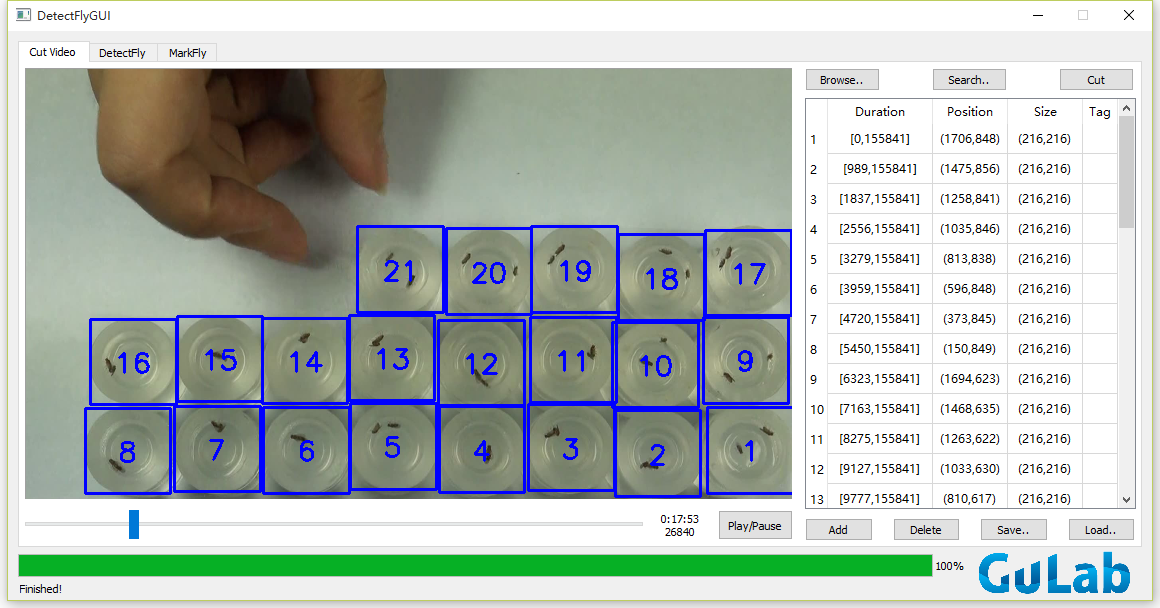 DetectFlyGUI
Cut Video DetectFly MarkFly
Browse.. Search.. Cut
Duration Position Size Tag
1 [0,155841] (1706,848) (216,216)
2 [989,155841] (1475,856) (216,216)
3 [1837,155841] (1258,841) (216,216)
4 [2556,155841] (1035,846) (216,216)
5 [3279,155841] (813,838) (216,216)
6 [3959,155841] (596,848) (216,216)
7 [4720,155841] (373,845) (216,216)
8 [5450,155841] (150,849) (216,216)
9 [6323,155841] (1694,623) (216,216)
10 [7163,155841] (1468,635) (216,216)
11 [8275,155841] (1263,622) (216,216)
12 [9127,155841] (1033,630) (216,216)
13 [9777,155841] (810,617) (216,216)
21 20 19 18 17
16 15 14 13 12 11 10 9
8 7 6 5 4 3 2 1
0:17:53
26840
Play/Pause
Add Delete Save.. Load..
100%
GuLab
Finished!